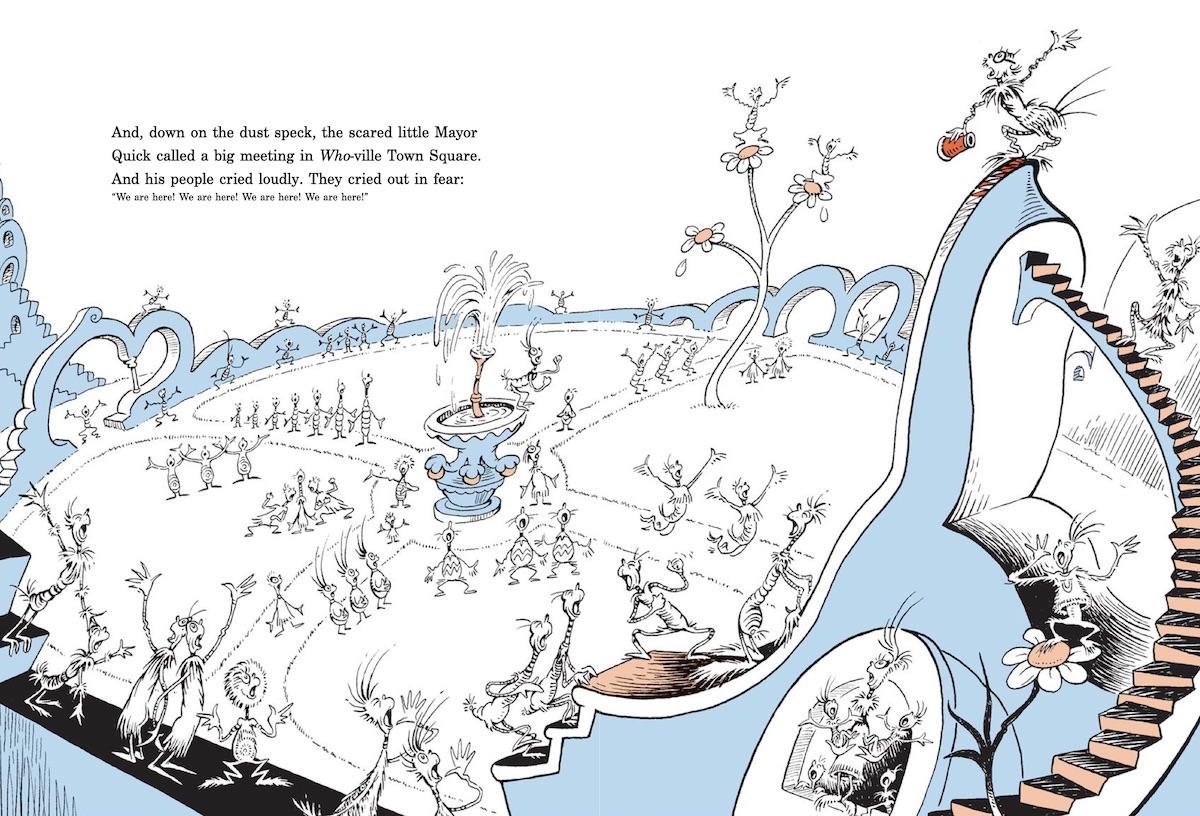 And, down on the dust speck, the scared little Mayor
Quick called a big meeting in Who-ville Town Square.
And his people cried loudly. They cried out in fear:
“We are here! We are here! We are here! We are here!”